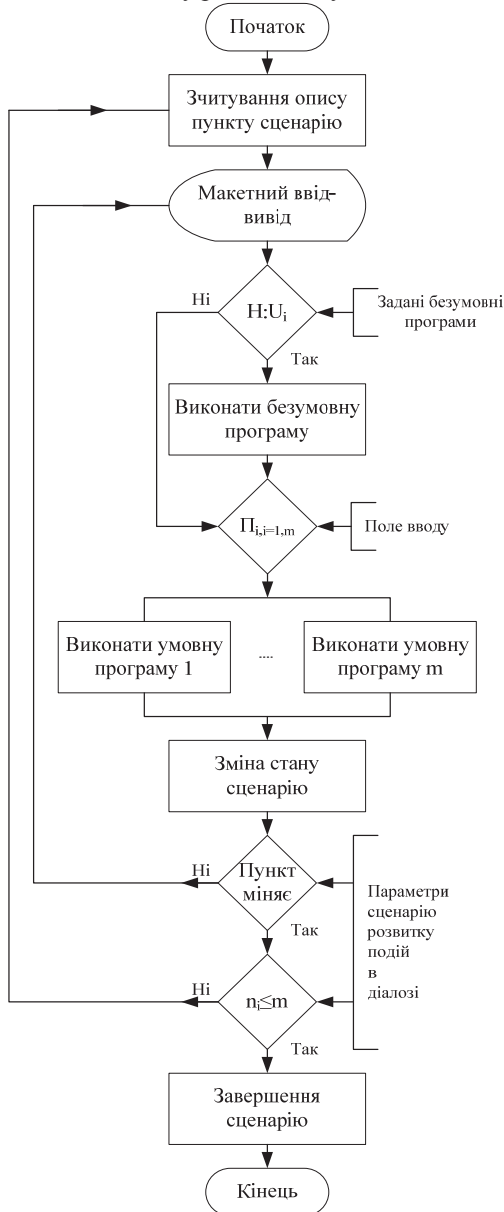 Початок
Зчитування опису
пункту сценарію
Макетний ввід-
вивід
Ні
H:Ui
Задані безумовні
програми
Так
Виконати безумовну
програму
Пi,i=1,m
Поле вводу
Виконати умовну
програму 1
....
Виконати умовну
програму m
Зміна стану
сценарію
Ні
Пункт
міняє
Так
Параметри
сценарію
розвитку
подій
в
діалозі
Ні
ni≤m
Так
Завершення
сценарію
Кінець